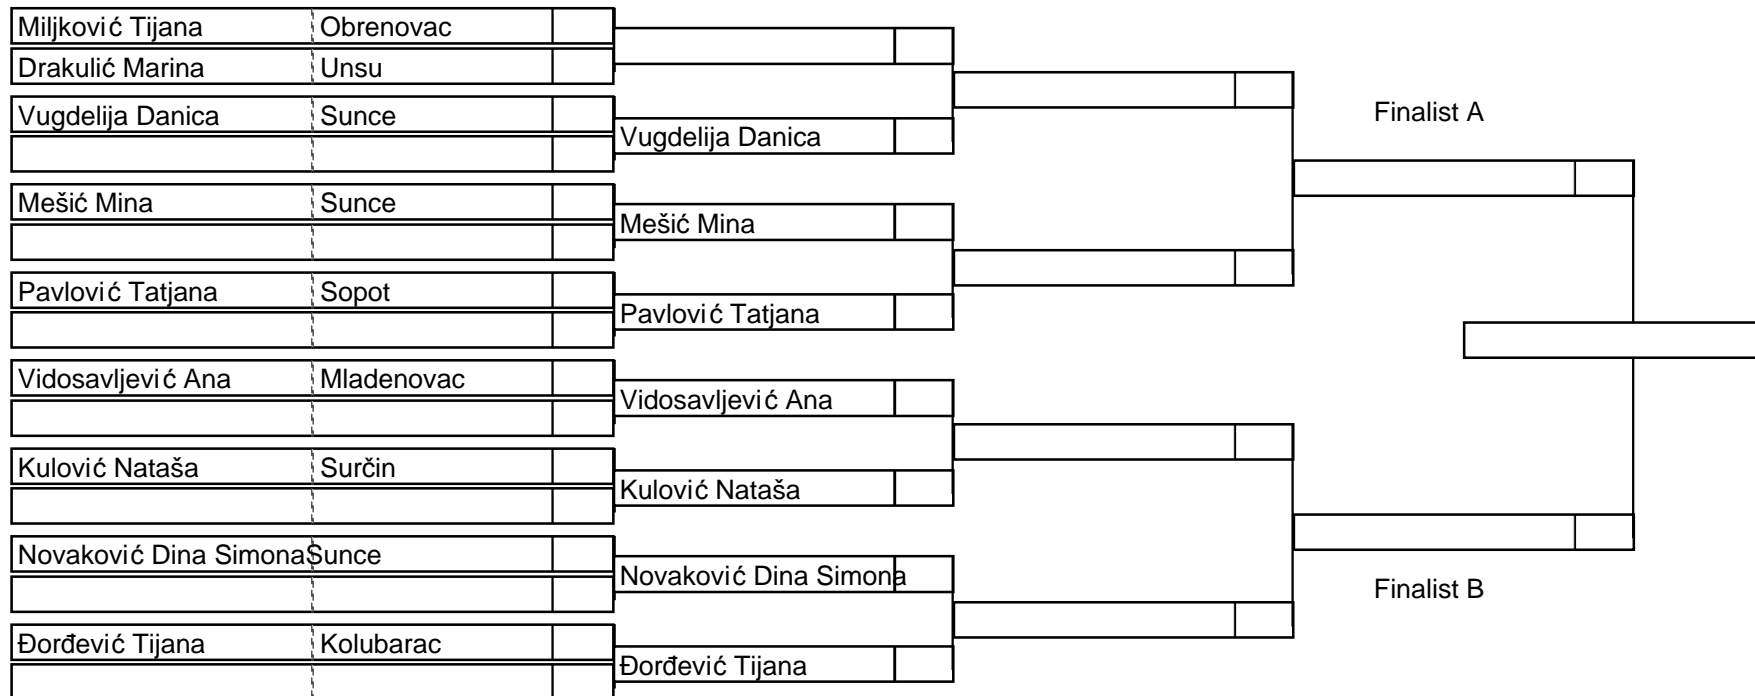 Miljković Tijana Obrenovac
Drakulić Marina Unsu
Vugdelija Danica Sunce
Mešić Mina Sunce
Pavlović Tatjana Sopot
Vidosavljević Ana Mladenovac
Kulović Nataša Surčin
Novaković Dina Simona Sunce
Đorđević Tijana Kolubarac
Vugdelija Danica
Mešić Mina
Pavlović Tatjana
Vidosavljević Ana
Kulović Nataša
Novaković Dina Simona
Đorđević Tijana
Finalist A
Finalist B